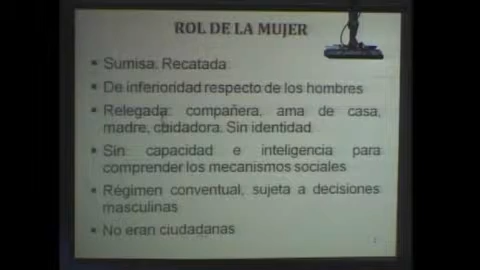 ROL DE LA MUJER
▪ Sumisa. Recatada.
▪ De inferioridad respecto de los hombres
▪ Relegada: compañera, ama de casa,
madre, cuidadora. Sin identidad
▪ Sin capacidad e inteligencia para
comprender los mecanismos sociales
▪ Régimen conventual, sujeta a decisiones
masculinas
▪ No eran ciudadanas